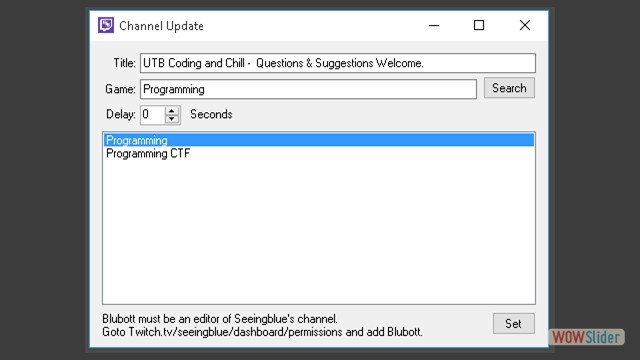 Channel Update
Title: UTB Coding and Chill - Questions & Suggestions Welcome.
Game: Programming Search
Delay: 0 Seconds
Programming
Programming CTF
Blubott must be an editor of Seeingblue's channel.
Goto Twitch.tv/seeingblue/dashboard/permissions and add Blubott.
Set
WOWSlider